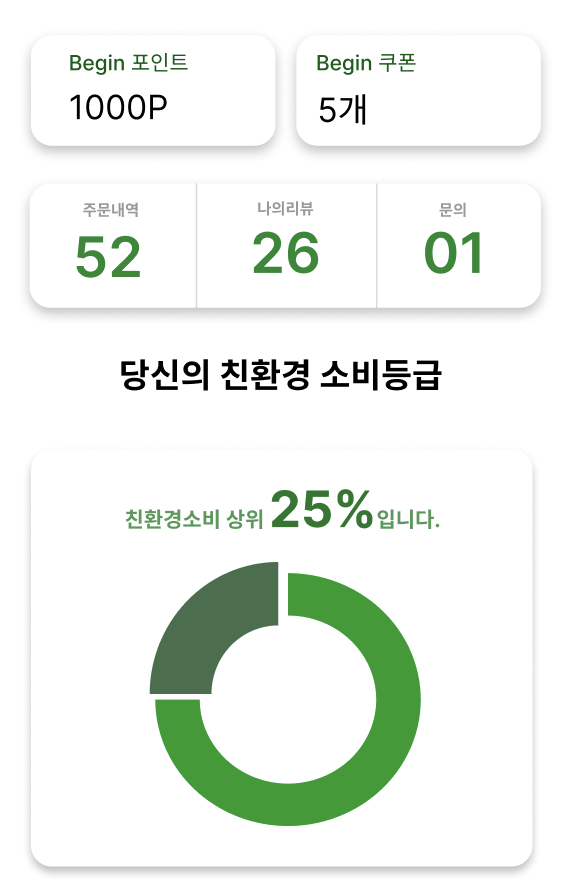 Begin 포인트
1000P
Begin 쿠폰
5개
주문내역
52
나의리뷰
26
문의
01
당신의 친환경 소비등급
친환경소비 상위 25%입니다.